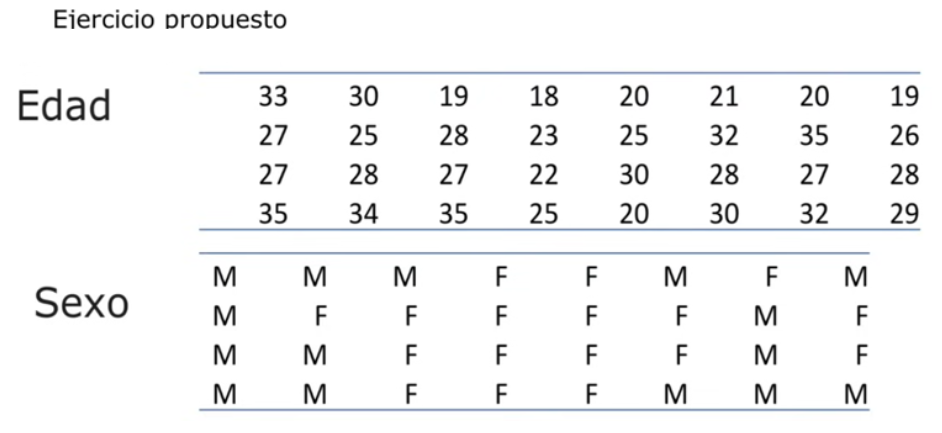 Ejercicio propuesto
Edad
33 30 19 18 20 21 20 19
27 25 28 23 25 32 35 26
27 28 27 22 30 28 27 28
35 34 35 25 20 30 32 29
Sexo
M M M F F M F M
M F F F F F M F
M M F F F F M F
M M F F F M M M